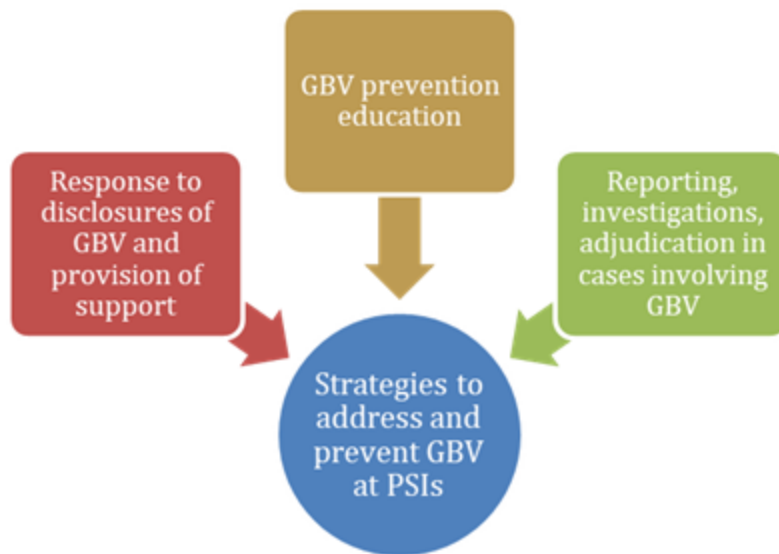 GBV prevention
education
Response to
disclosures of
GBV and
provision of
support
Reporting,
investigations,
adjudication in
cases involving
GBV
Strategies to
address and
prevent GBV
at PSIs